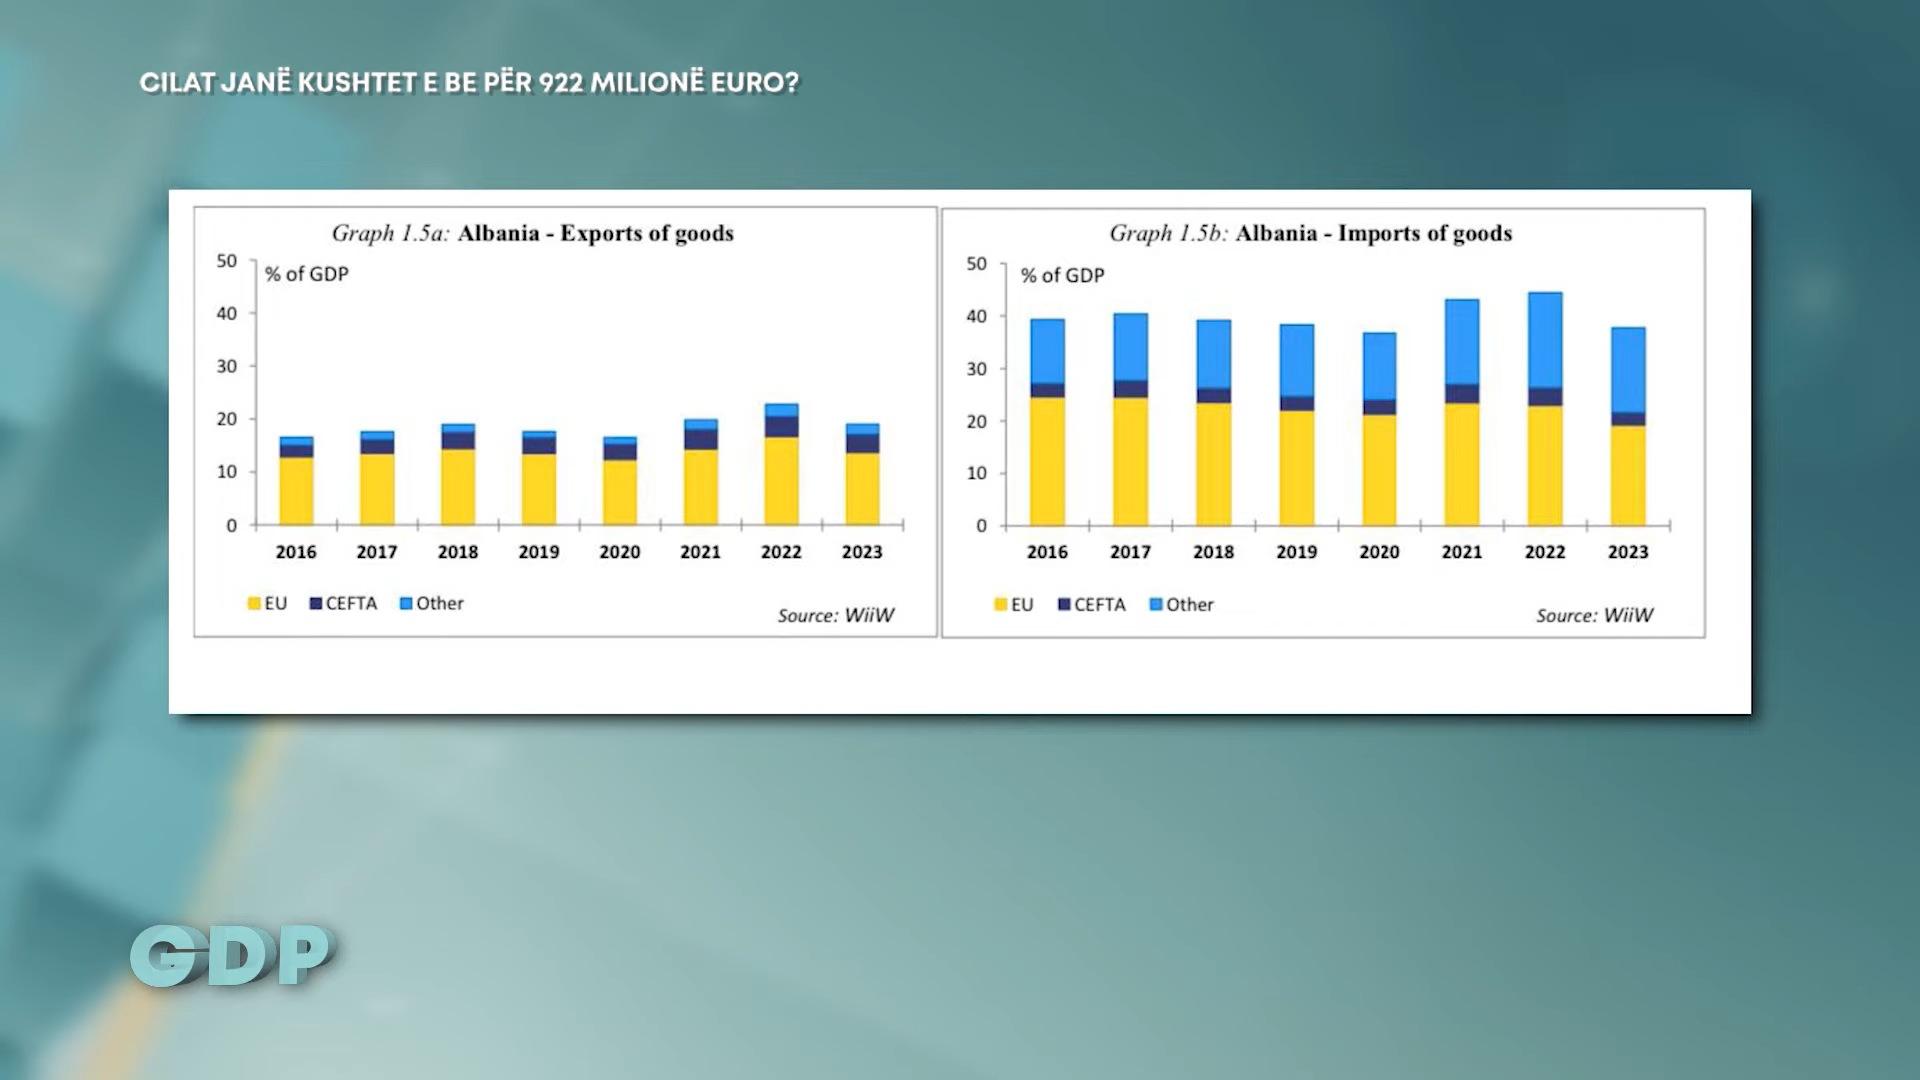 CILAT JANË KUSHTET E BE PËR 922 MILIONË EURO?
Graph 1.5a: Albania - Exports of goods
% of GDP
50
40
30
20
10
0
2016 2017 2018 2019 2020 2021 2022 2023
EU CEFTA Other
Source: WiiW
Graph 1.5b: Albania - Imports of goods
% of GDP
50
40
30
20
10
0
2016 2017 2018 2019 2020 2021 2022 2023
EU CEFTA Other
Source: WiiW
GDP